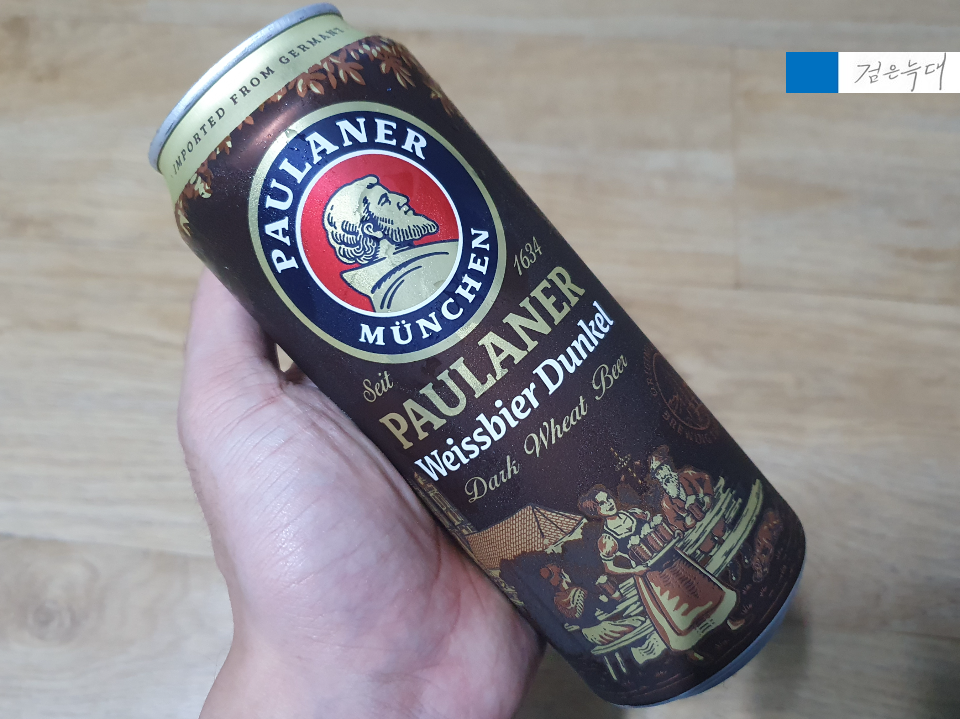 IMPORTED FROM GERMANY
검은늑대
PAULANER
MÜNCHEN
Seit 1634
PAULANER
Weissbier Dunkel
Dark Wheat Beer